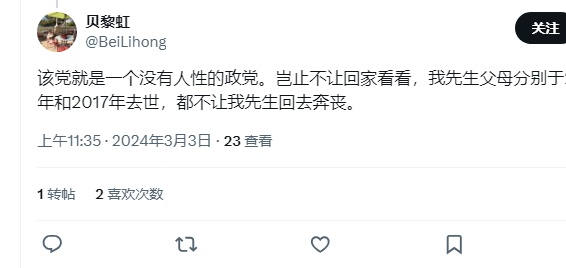 贝黎虹
关注
@BeiLihong
该党就是一个没有人性的政党。岂止不让回家看看，我先生父母分别于
年和2017年去世，都不让我先生回去奔丧。
上午11:35 · 2024年3月3日 · 23 查看
1 转帖 2 喜欢次数